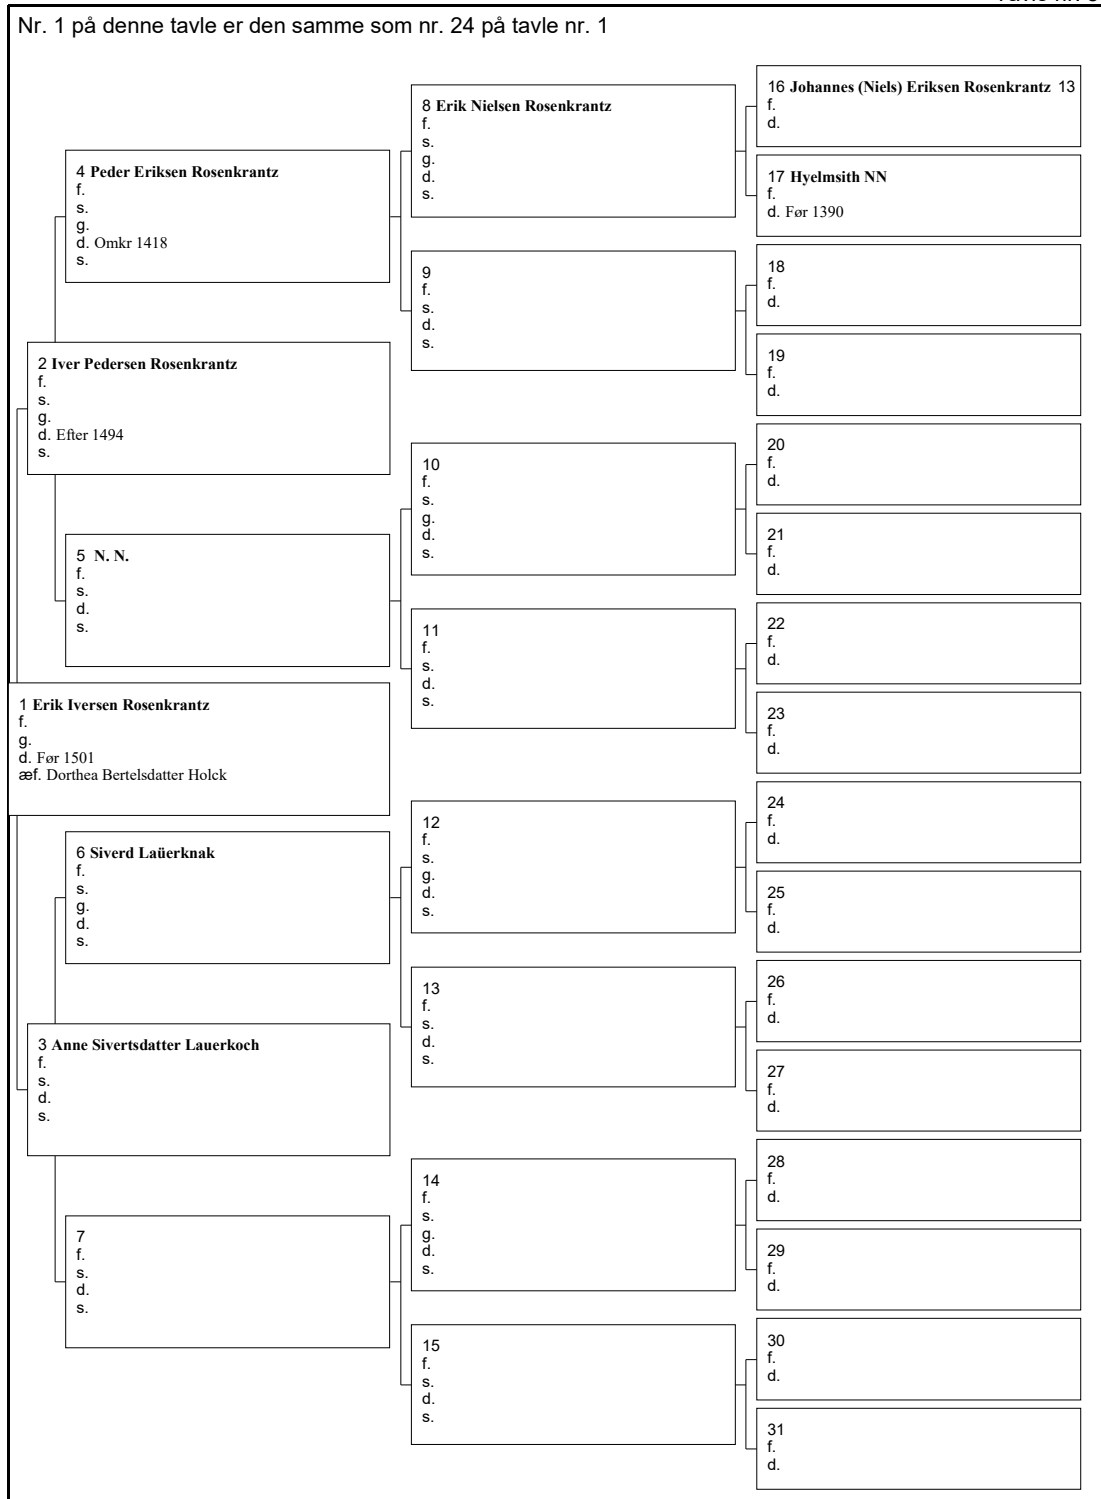 Nr. 1 på denne tavle er den samme som nr. 24 på tavle nr. 1
16 Johannes (Niels) Eriksen Rosenkrantz 13
f.
d.
8 Erik Nielsen Rosenkrantz
f.
s.
g.
d.
s.
17 Hyelmsith NN
f.
d. Før 1390
4 Peder Eriksen Rosenkrantz
f.
s.
g.
d. Omkr 1418
s.
18
f.
d.
9
f.
s.
d.
s.
19
f.
d.
2 Iver Pedersen Rosenkrantz
f.
s.
g.
d. Efter 1494
s.
20
f.
d.
10
f.
s.
g.
d.
s.
21
f.
d.
5 N. N.
f.
s.
d.
s.
22
f.
d.
11
f.
s.
d.
s.
23
f.
d.
1 Erik Iversen Rosenkrantz
f.
g.
d. Før 1501
æf. Dorthea Bertelsdatter Holck
24
f.
d.
12
f.
s.
g.
d.
s.
25
f.
d.
6 Siverd Laüerknak
f.
s.
g.
d.
s.
26
f.
d.
13
f.
s.
d.
s.
27
f.
d.
3 Anne Sivertsdatter Lauerkoch
f.
s.
d.
s.
28
f.
d.
14
f.
s.
g.
d.
s.
29
f.
d.
7
f.
s.
d.
s.
30
f.
d.
15
f.
s.
d.
s.
31
f.
d.